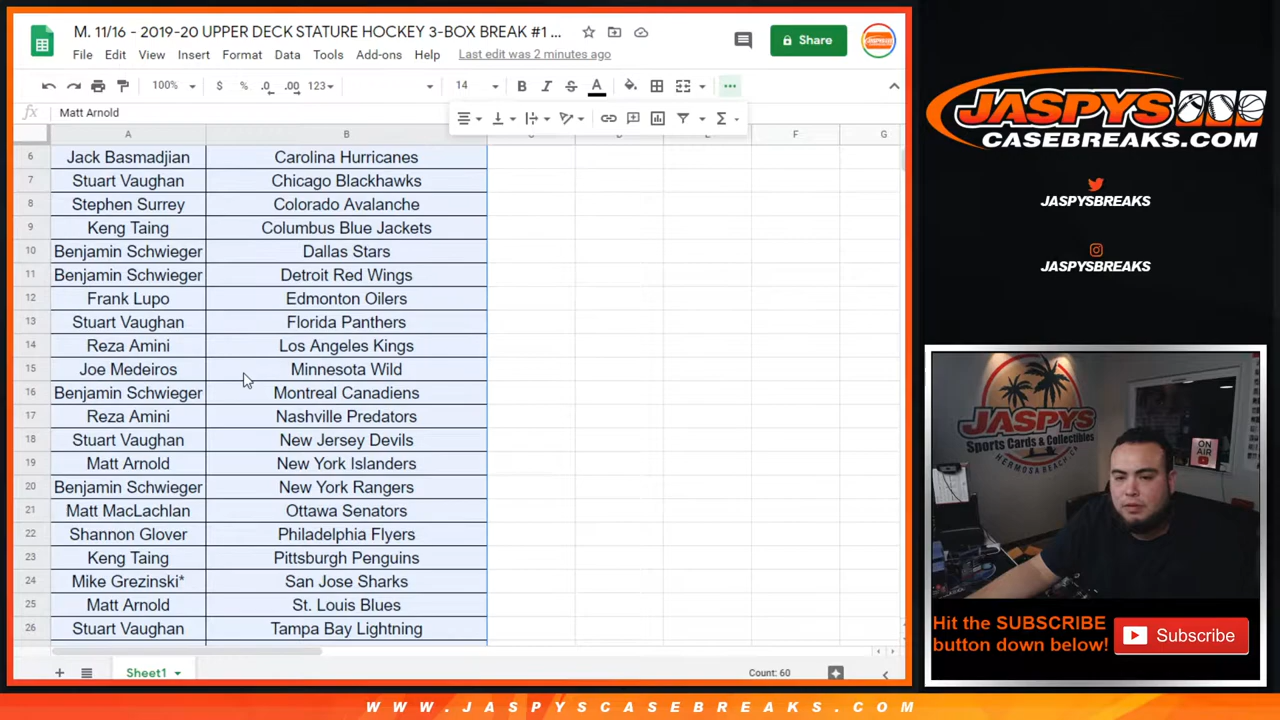 M. 11/16 - 2019-20 UPPER DECK STATURE HOCKEY 3-BOX BREAK #1 ...
File Edit View Insert Format Data Tools Add-ons Help Last edit was 2 minutes ago
Share
100% $ % .0 .00 123 14 B I S A
fx Matt Arnold
A B F G
6 Jack Basmadjian Carolina Hurricanes
7 Stuart Vaughan Chicago Blackhawks
8 Stephen Surrey Colorado Avalanche
9 Keng Taing Columbus Blue Jackets
10 Benjamin Schwieger Dallas Stars
11 Benjamin Schwieger Detroit Red Wings
12 Frank Lupo Edmonton Oilers
13 Stuart Vaughan Florida Panthers
14 Reza Amini Los Angeles Kings
15 Joe Medeiros Minnesota Wild
16 Benjamin Schwieger Montreal Canadiens
17 Reza Amini Nashville Predators
18 Stuart Vaughan New Jersey Devils
19 Matt Arnold New York Islanders
20 Benjamin Schwieger New York Rangers
21 Matt MacLachlan Ottawa Senators
22 Shannon Glover Philadelphia Flyers
23 Keng Taing Pittsburgh Penguins
24 Mike Grezinski* San Jose Sharks
25 Matt Arnold St. Louis Blues
26 Stuart Vaughan Tampa Bay Lightning
Sheet1
Count: 60
JASPYS
CASEBREAKS.COM
JASPYSBREAKS
JASPYSBREAKS
JASPYS
Sports Cards & Collectibles
HERMOSA BEACH, CA
ON AIR
Hit the SUBSCRIBE
button down below!
Subscribe
WWW.JASPYSCASEBREAKS.COM